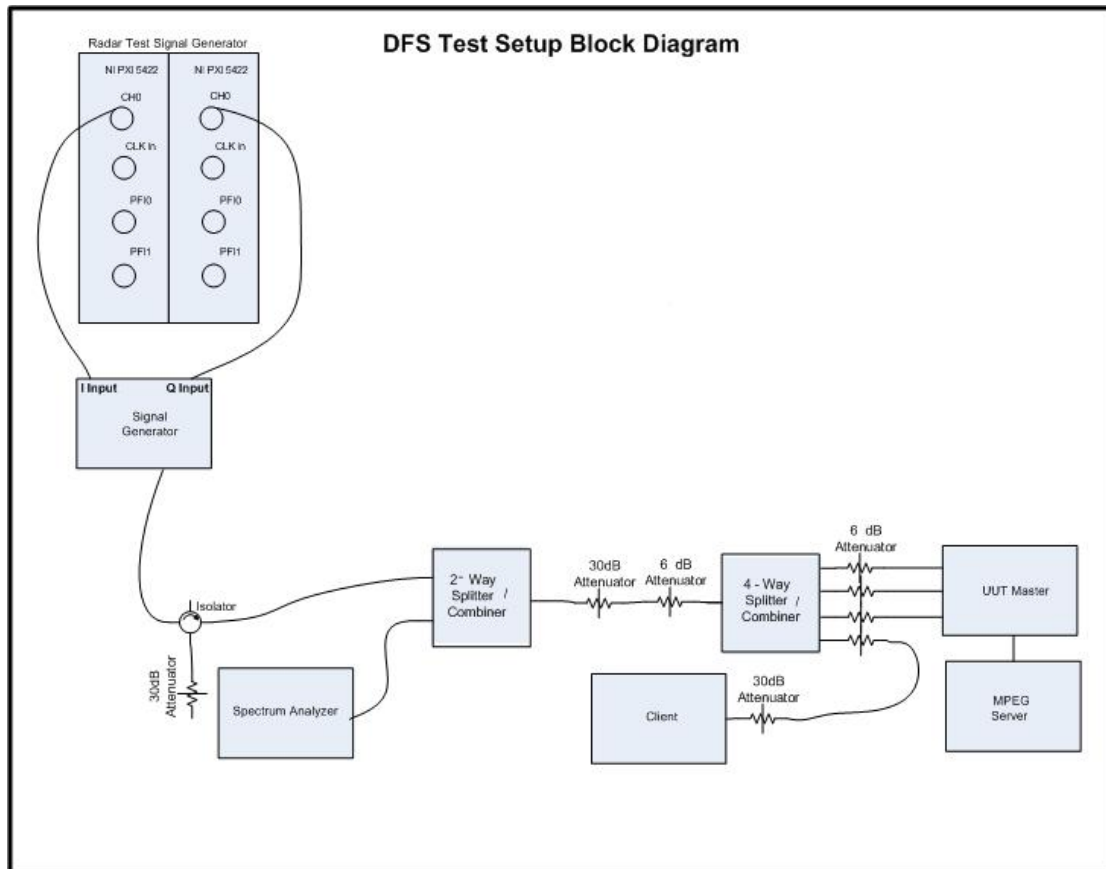 DFS Test Setup Block Diagram
Radar Test Signal Generator
NI PXI 5422
NI PXI 5422
CH0
CH0
CLK In
CLK In
PFI0
PFI0
PFI1
PFI1
I Input
Q Input
Signal
Generator
Isolator
30dB
Attenuator
Spectrum Analyzer
2- Way
Splitter /
Combiner
30dB
Attenuator
6 dB
Attenuator
4 - Way
Splitter /
Combiner
6 dB
Attenuator
UUT Master
MPEG
Server
30dB
Attenuator
Client